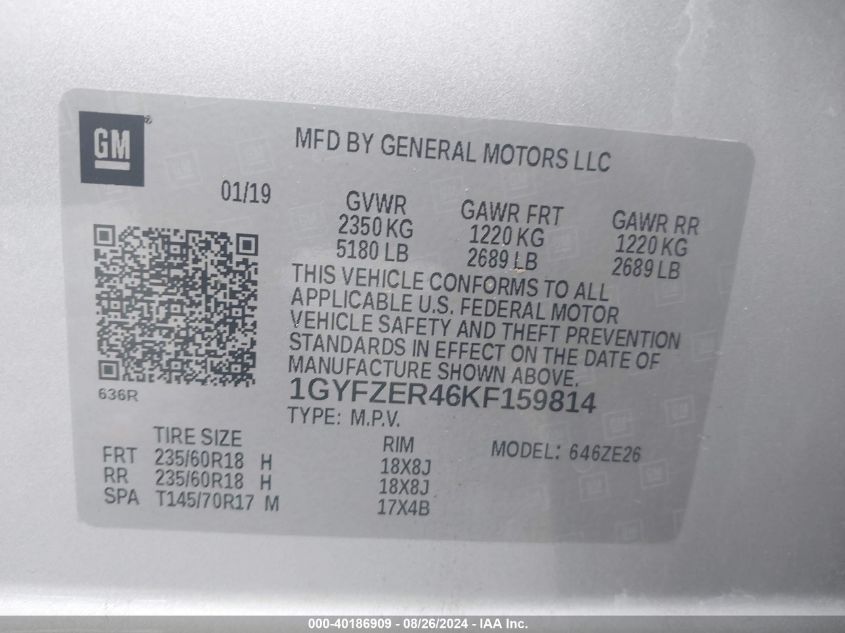 GM ®
MFD BY GENERAL MOTORS LLC
01/19
GVWR GAWR FRT GAWR RR
2350 KG 1220 KG 1220 KG
5180 LB 2689 LB 2689 LB
THIS VEHICLE CONFORMS TO ALL
APPLICABLE U.S. FEDERAL MOTOR
VEHICLE SAFETY AND THEFT PREVENTION
STANDARDS IN EFFECT ON THE DATE OF
MANUFACTURE SHOWN ABOVE.
636R
1GYFZER46KF159814
TYPE: M.P.V.
TIRE SIZE RIM MODEL: 646ZE26
FRT 235/60R18 H 18X8J
RR 235/60R18 H 18X8J
SPA T145/70R17 M 17X4B
000-40186909 - 08/26/2024 - IAA Inc.